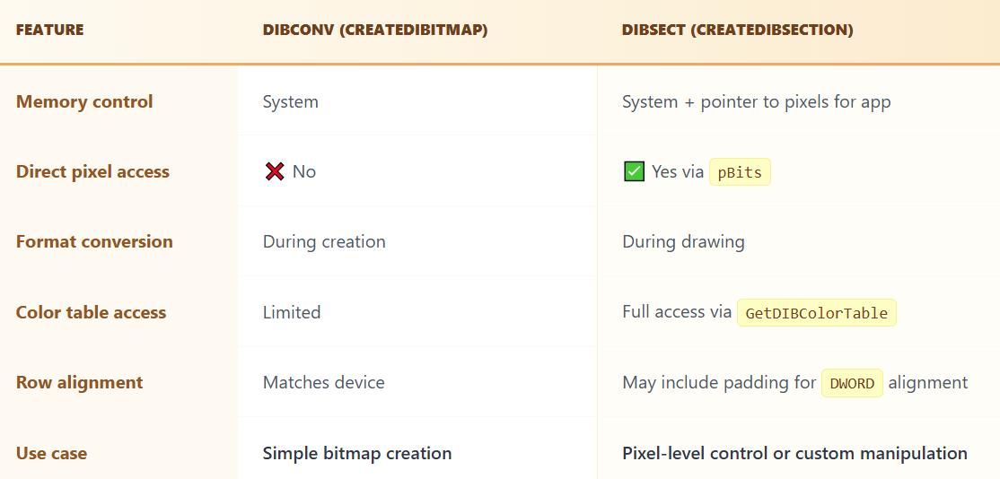 FEATURE DIBCONV (CREATEDIBITMAP) DIBSECT (CREATEDIBSECTION)
Memory control System System + pointer to pixels for app
Direct pixel access ❌ No ✅ Yes via pBits
Format conversion During creation During drawing
Color table access Limited Full access via GetDIBColorTable
Row alignment Matches device May include padding for DWORD alignment
Use case Simple bitmap creation Pixel-level control or custom manipulation